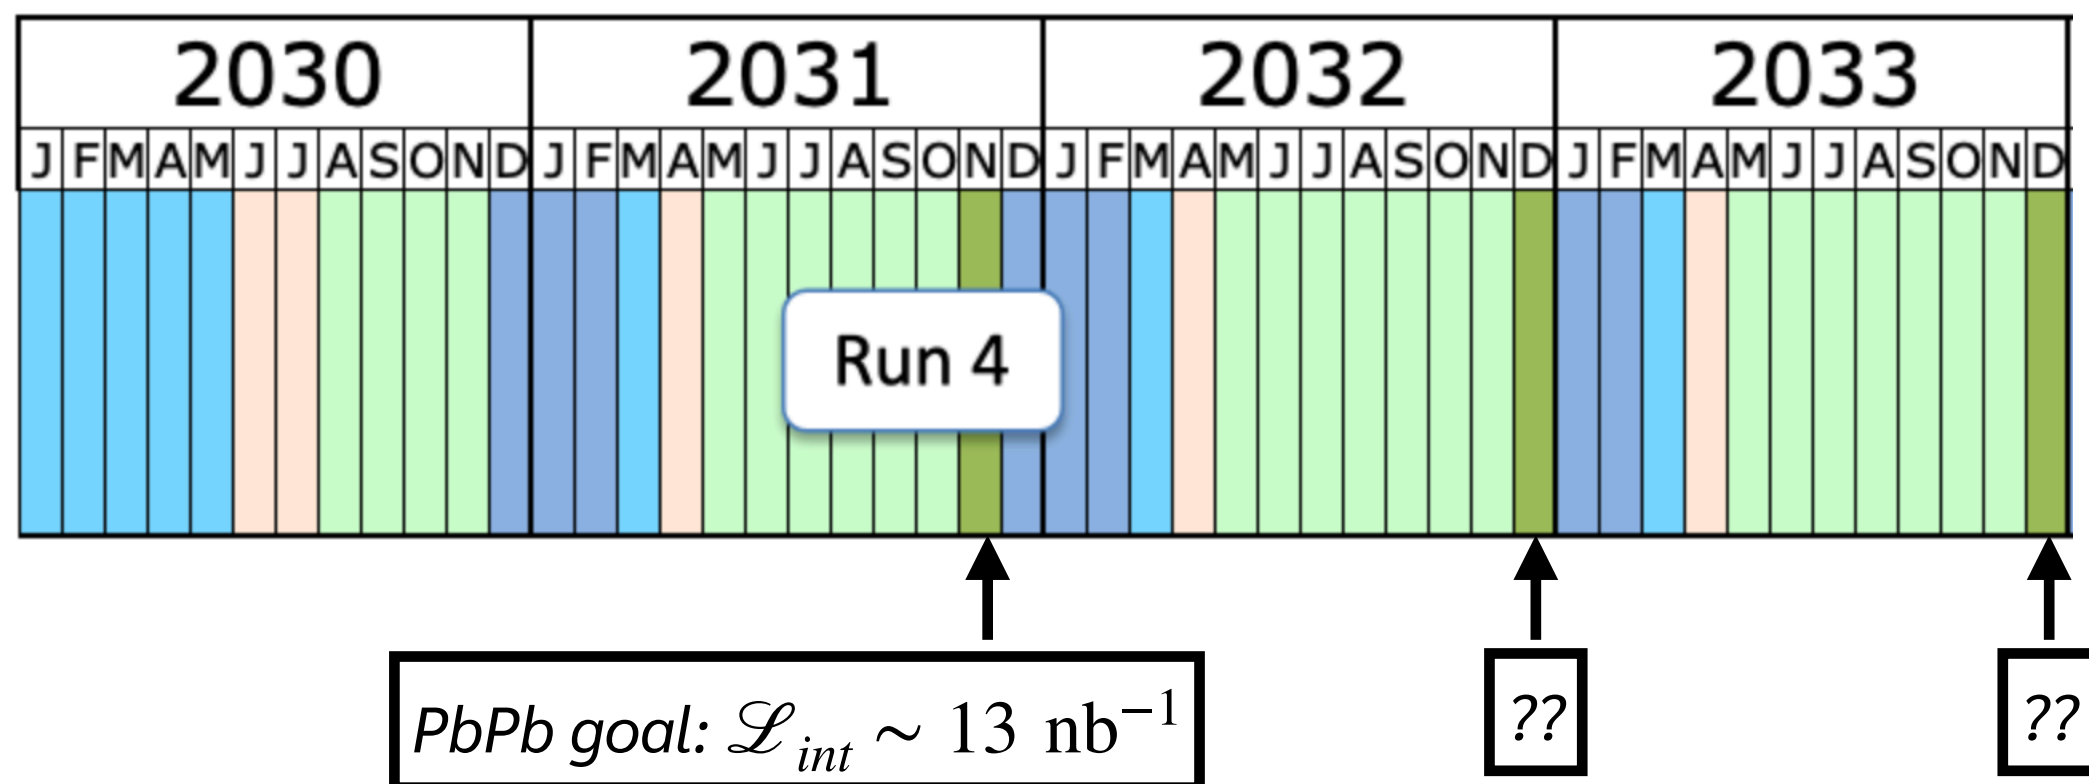 2030 2031 2032 2033
J F M A M J J A S O N D J F M A M J J A S O N D J F M A M J J A S O N D J F M A M J J A S O N D
Run 4
PbPb goal: ℒint ~ 13 nb⁻¹ ?? ??